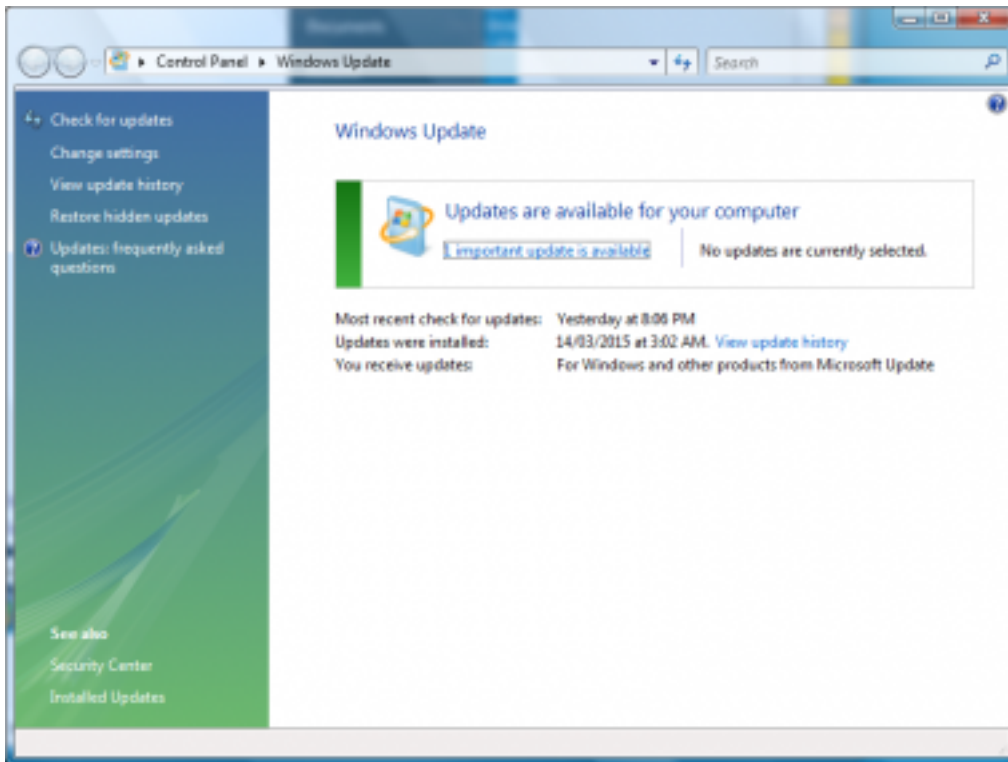 Documents
Control Panel Windows Update
Search
Check for updates
Change settings
View update history
Restore hidden updates
Updates: frequently asked
questions
See also
Security Center
Installed Updates
Windows Update
Updates are available for your computer
1 important update is available
No updates are currently selected.
Most recent check for updates: Yesterday at 8:06 PM
Updates were installed: 14/03/2015 at 3:02 AM. View update history
You receive updates: For Windows and other products from Microsoft Update